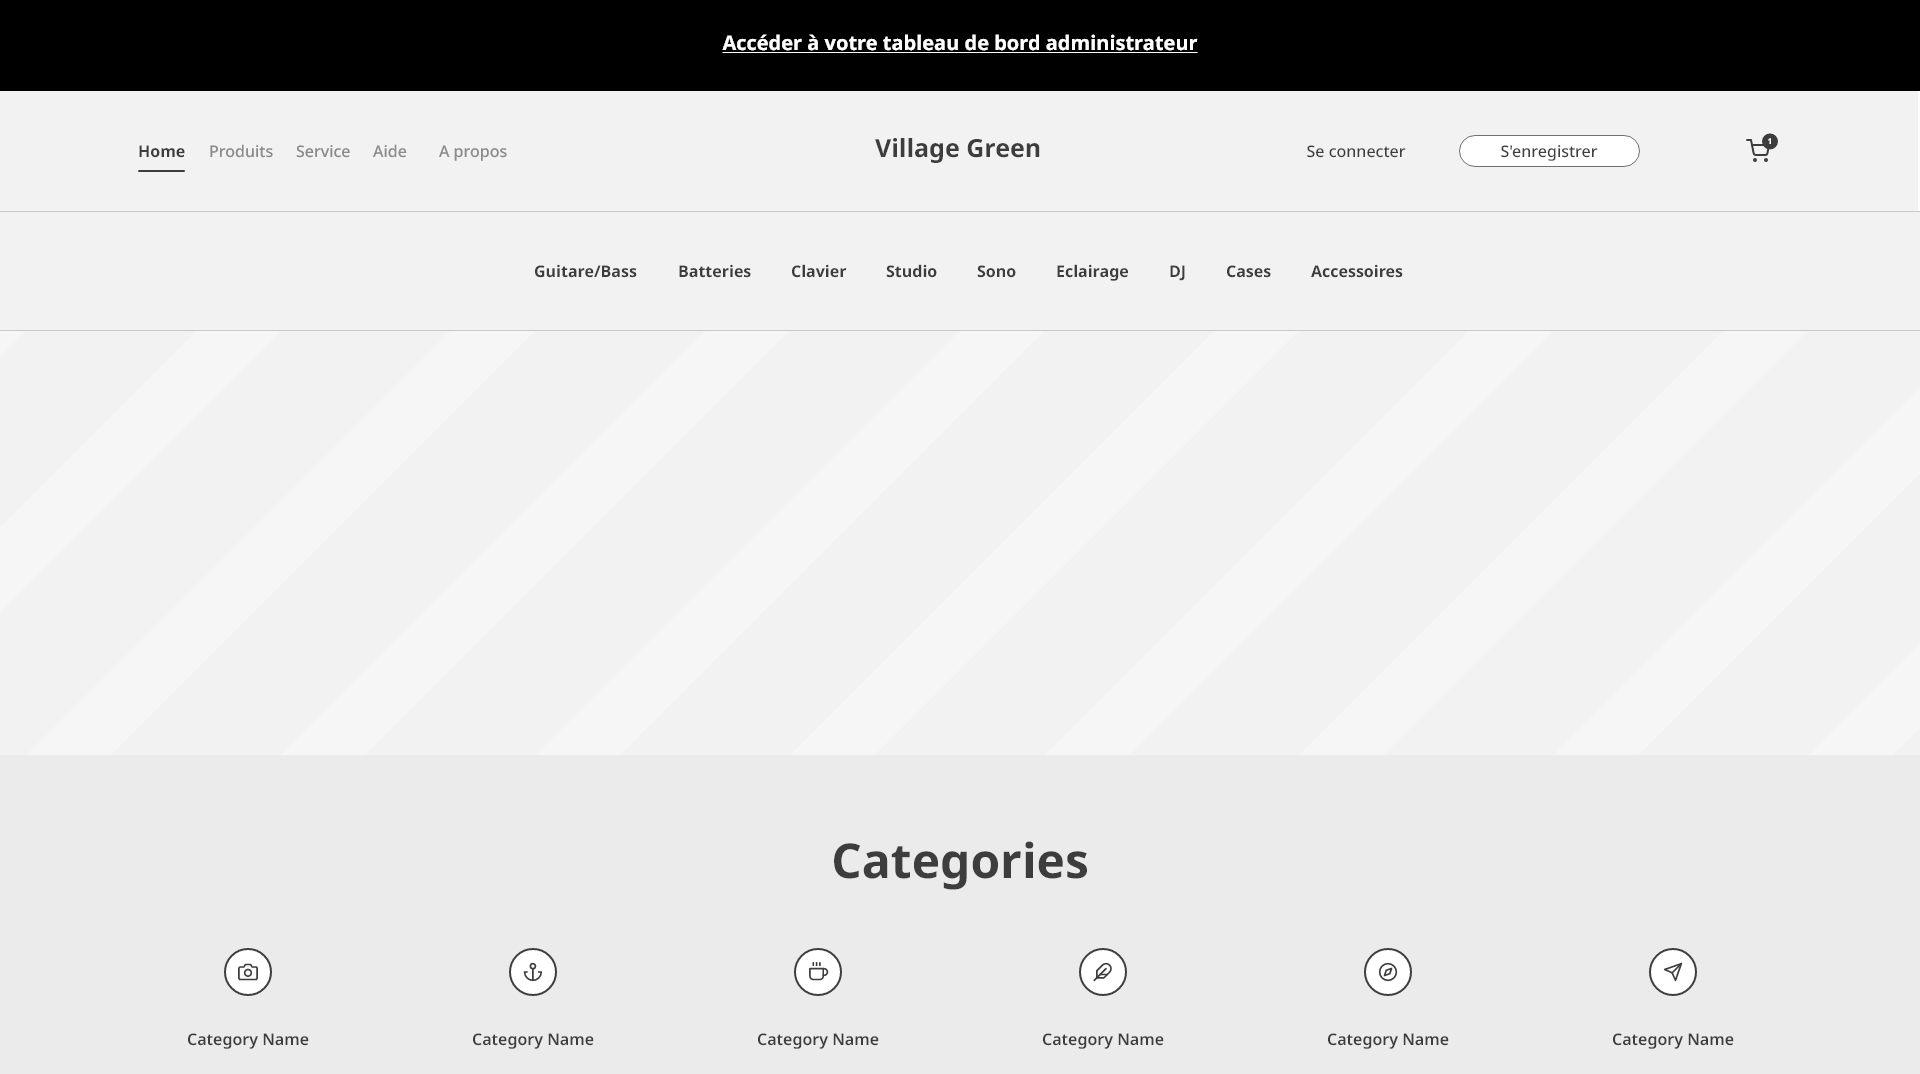 Accéder à votre tableau de bord administrateur
Home Produits Service Aide A propos Village Green Se connecter S'enregistrer 1
Guitare/Bass Batteries Clavier Studio Sono Eclairage DJ Cases Accessoires
Categories
Category Name Category Name Category Name Category Name Category Name Category Name